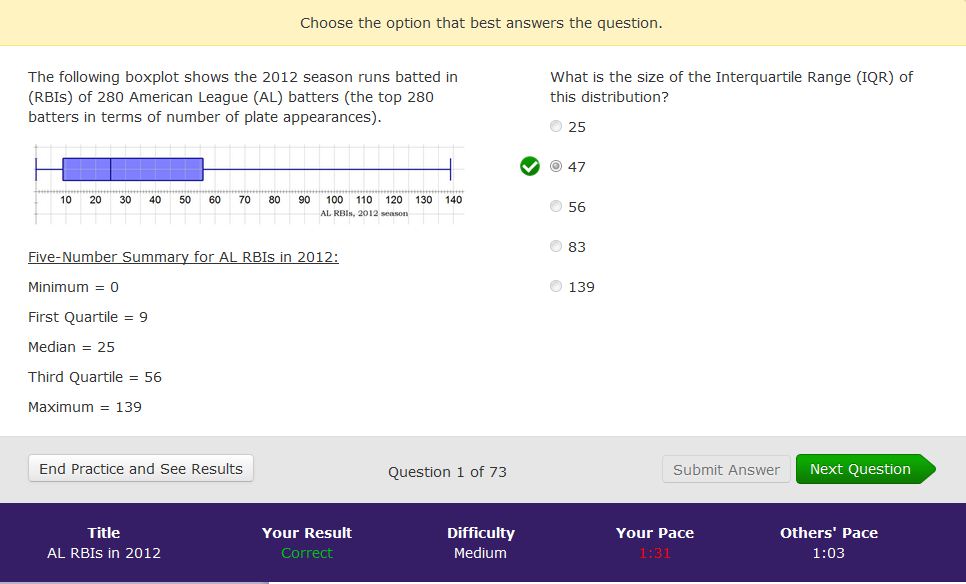 Choose the option that best answers the question.
The following boxplot shows the 2012 season runs batted in
(RBIs) of 280 American League (AL) batters (the top 280
batters in terms of number of plate appearances).
10 20 30 40 50 60 70 80 90 100 110 120 130 140
AL RBIs, 2012 season
Five-Number Summary for AL RBIs in 2012:
Minimum = 0
First Quartile = 9
Median = 25
Third Quartile = 56
Maximum = 139
What is the size of the Interquartile Range (IQR) of
this distribution?
25
47
56
83
139
End Practice and See Results
Question 1 of 73
Submit Answer
Next Question
Title
AL RBIs in 2012
Your Result
Correct
Difficulty
Medium
Your Pace
1:31
Others' Pace
1:03